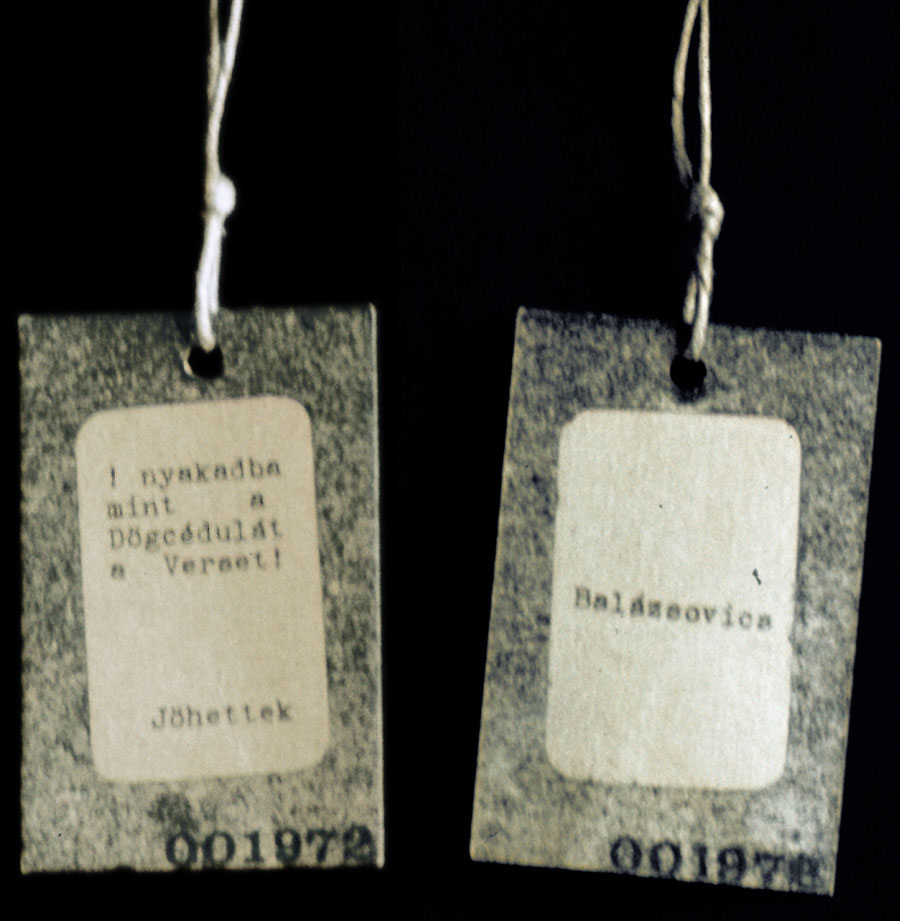 ! nyakadba
mint a
Dögcédulát
a Verset!
Jöhettek
001972
Balázsovics
001972